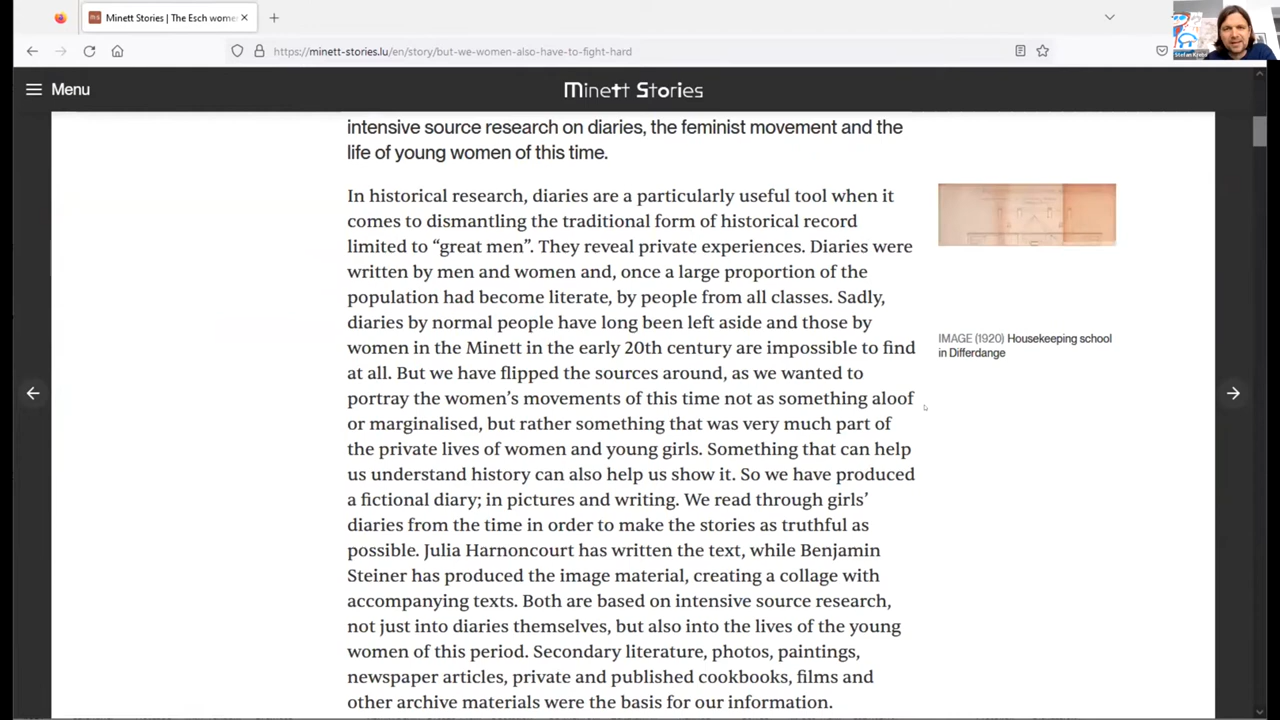 Minett Stories | The Esch wome
https://minett-stories.lu/en/story/but-we-women-also-have-to-fight-hard
Menu
Minett Stories
intensive source research on diaries, the feminist movement and the
life of young women of this time.
In historical research, diaries are a particularly useful tool when it
comes to dismantling the traditional form of historical record
limited to “great men”. They reveal private experiences. Diaries were
written by men and women and, once a large proportion of the
population had become literate, by people from all classes. Sadly,
diaries by normal people have long been left aside and those by
women in the Minett in the early 20th century are impossible to find
at all. But we have flipped the sources around, as we wanted to
portray the women’s movements of this time not as something aloof
or marginalised, but rather something that was very much part of
the private lives of women and young girls. Something that can help
us understand history can also help us show it. So we have produced
a fictional diary; in pictures and writing. We read through girls’
diaries from the time in order to make the stories as truthful as
possible. Julia Harnoncourt has written the text, while Benjamin
Steiner has produced the image material, creating a collage with
accompanying texts. Both are based on intensive source research,
not just into diaries themselves, but also into the lives of the young
women of this period. Secondary literature, photos, paintings,
newspaper articles, private and published cookbooks, films and
other archive materials were the basis for our information.
IMAGE (1920) Housekeeping school
in Differdange